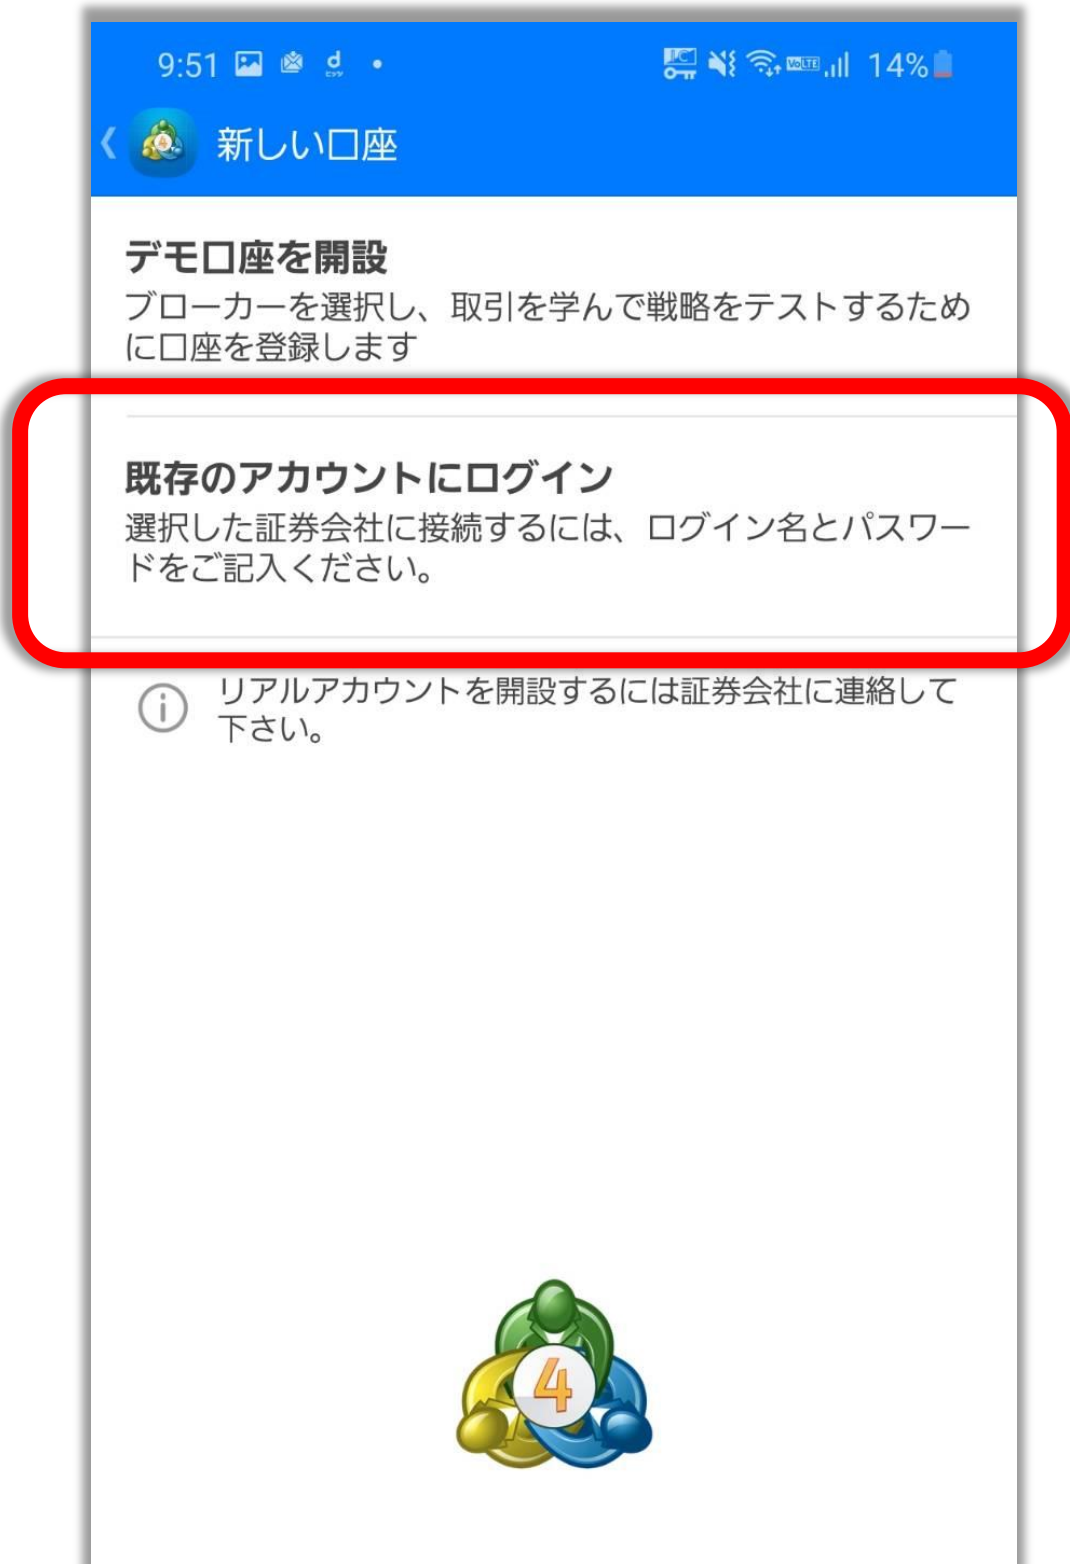 9:51
14%
新しい口座
デモ口座を開設
ブローカーを選択し、取引を学んで戦略をテストするため
に口座を登録します
既存のアカウントにログイン
選択した証券会社に接続するには、ログイン名とパスワー
ドをご記入ください。
リアルアカウントを開設するには証券会社に連絡して
下さい。
4